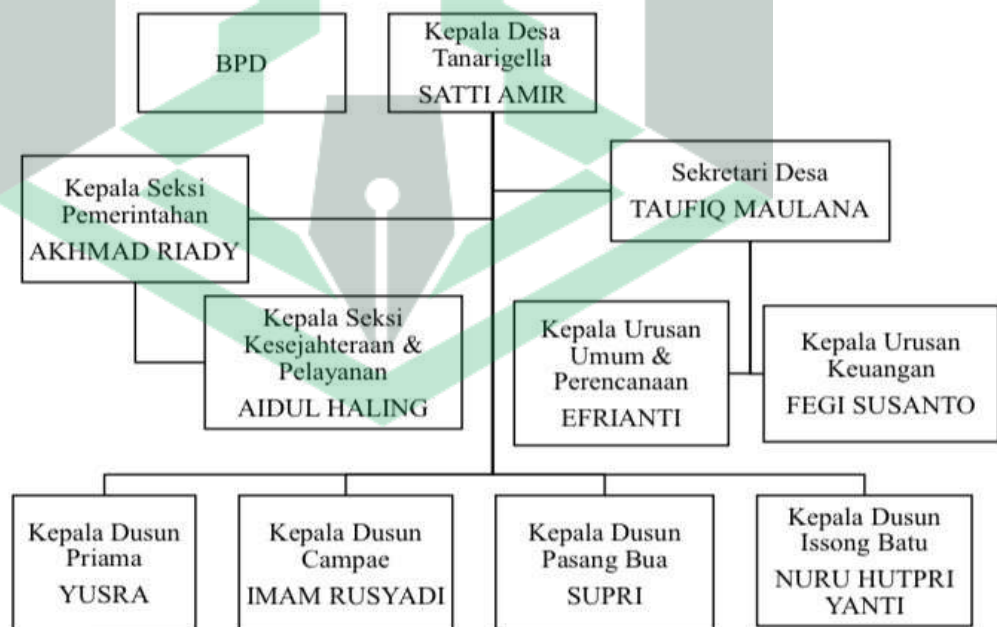 BPD
Kepala Desa
Tanarigella
SATTI AMIR
Kepala Seksi
Pemerintahan
AKHMAD RIADY
Sekretari Desa
TAUFIQ MAULANA
Kepala Seksi
Kesejahteraan &
Pelayanan
AIDUL HALING
Kepala Urusan
Umum &
Perencanaan
EFRIANTI
Kepala Urusan
Keuangan
FEGI SUSANTO
Kepala Dusun
Priama
YUSRA
Kepala Dusun
Campae
IMAM RUSYADI
Kepala Dusun
Pasang Bua
SUPRI
Kepala Dusun
Issong Batu
NURU HUTPRI
YANTI